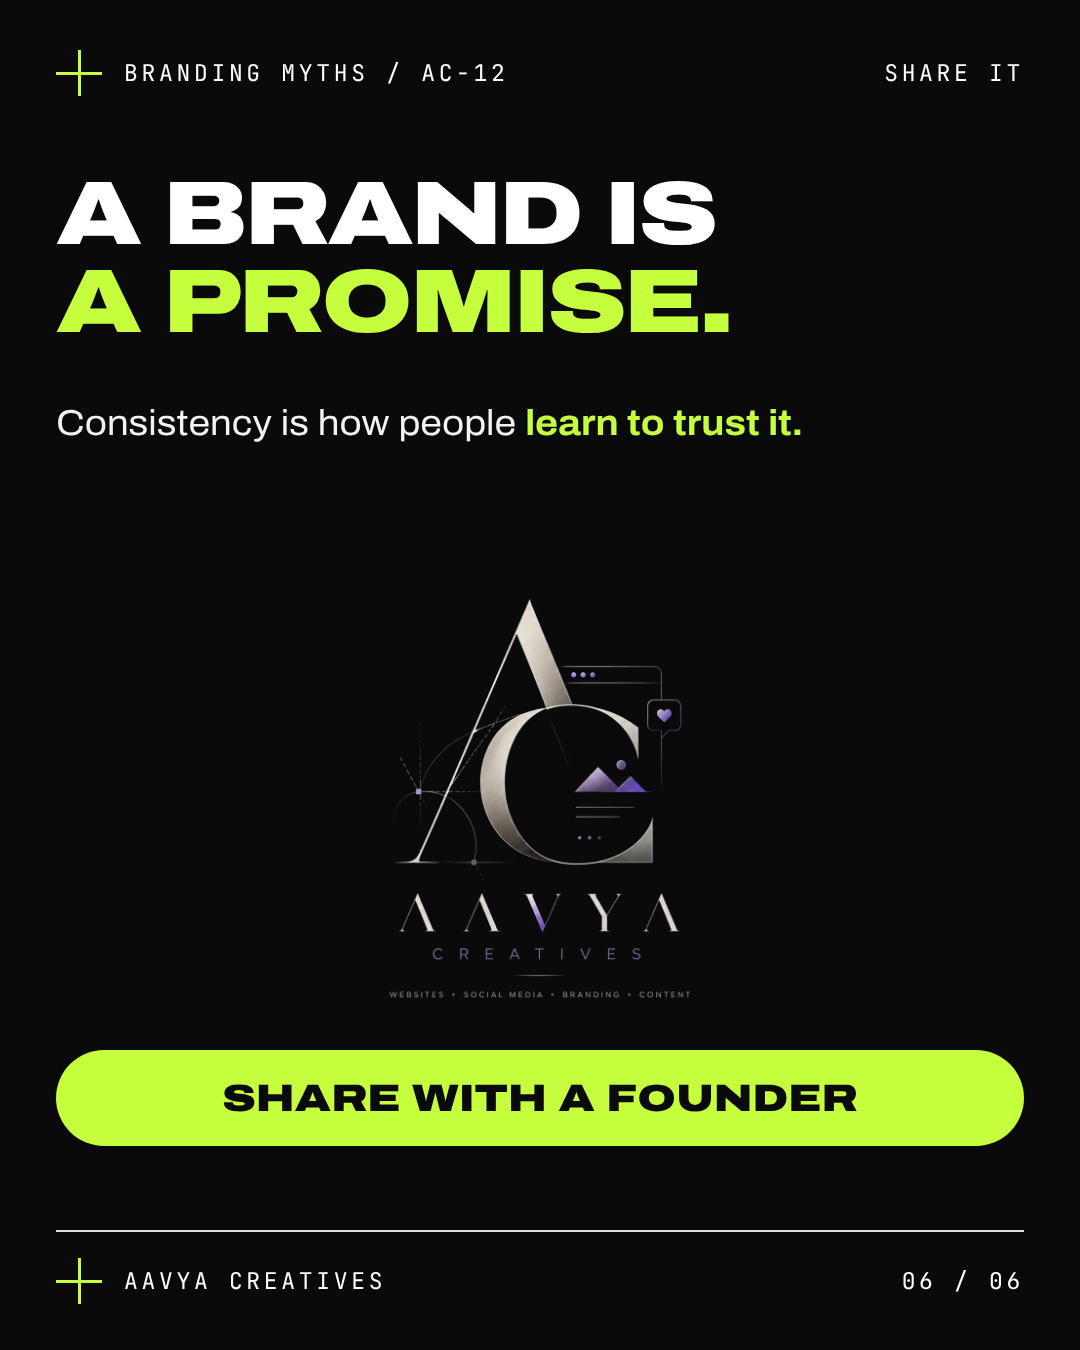 BRANDING MYTHS / AC-12
SHARE IT
A BRAND IS
A PROMISE.
Consistency is how people learn to trust it.
AC
AAVYA
CREATIVES
WEBSITES • SOCIAL MEDIA • BRANDING • CONTENT
SHARE WITH A FOUNDER
AAVYA CREATIVES
06 / 06